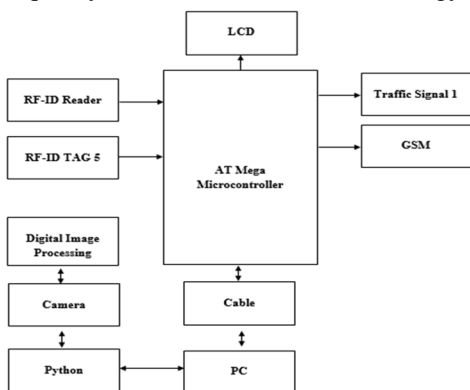 LCD
RF-ID Reader
Traffic Signal 1
GSM
RF-ID TAG 5
AT Mega
Microcontroller
Digital Image
Processing
Camera
Cable
Python
PC